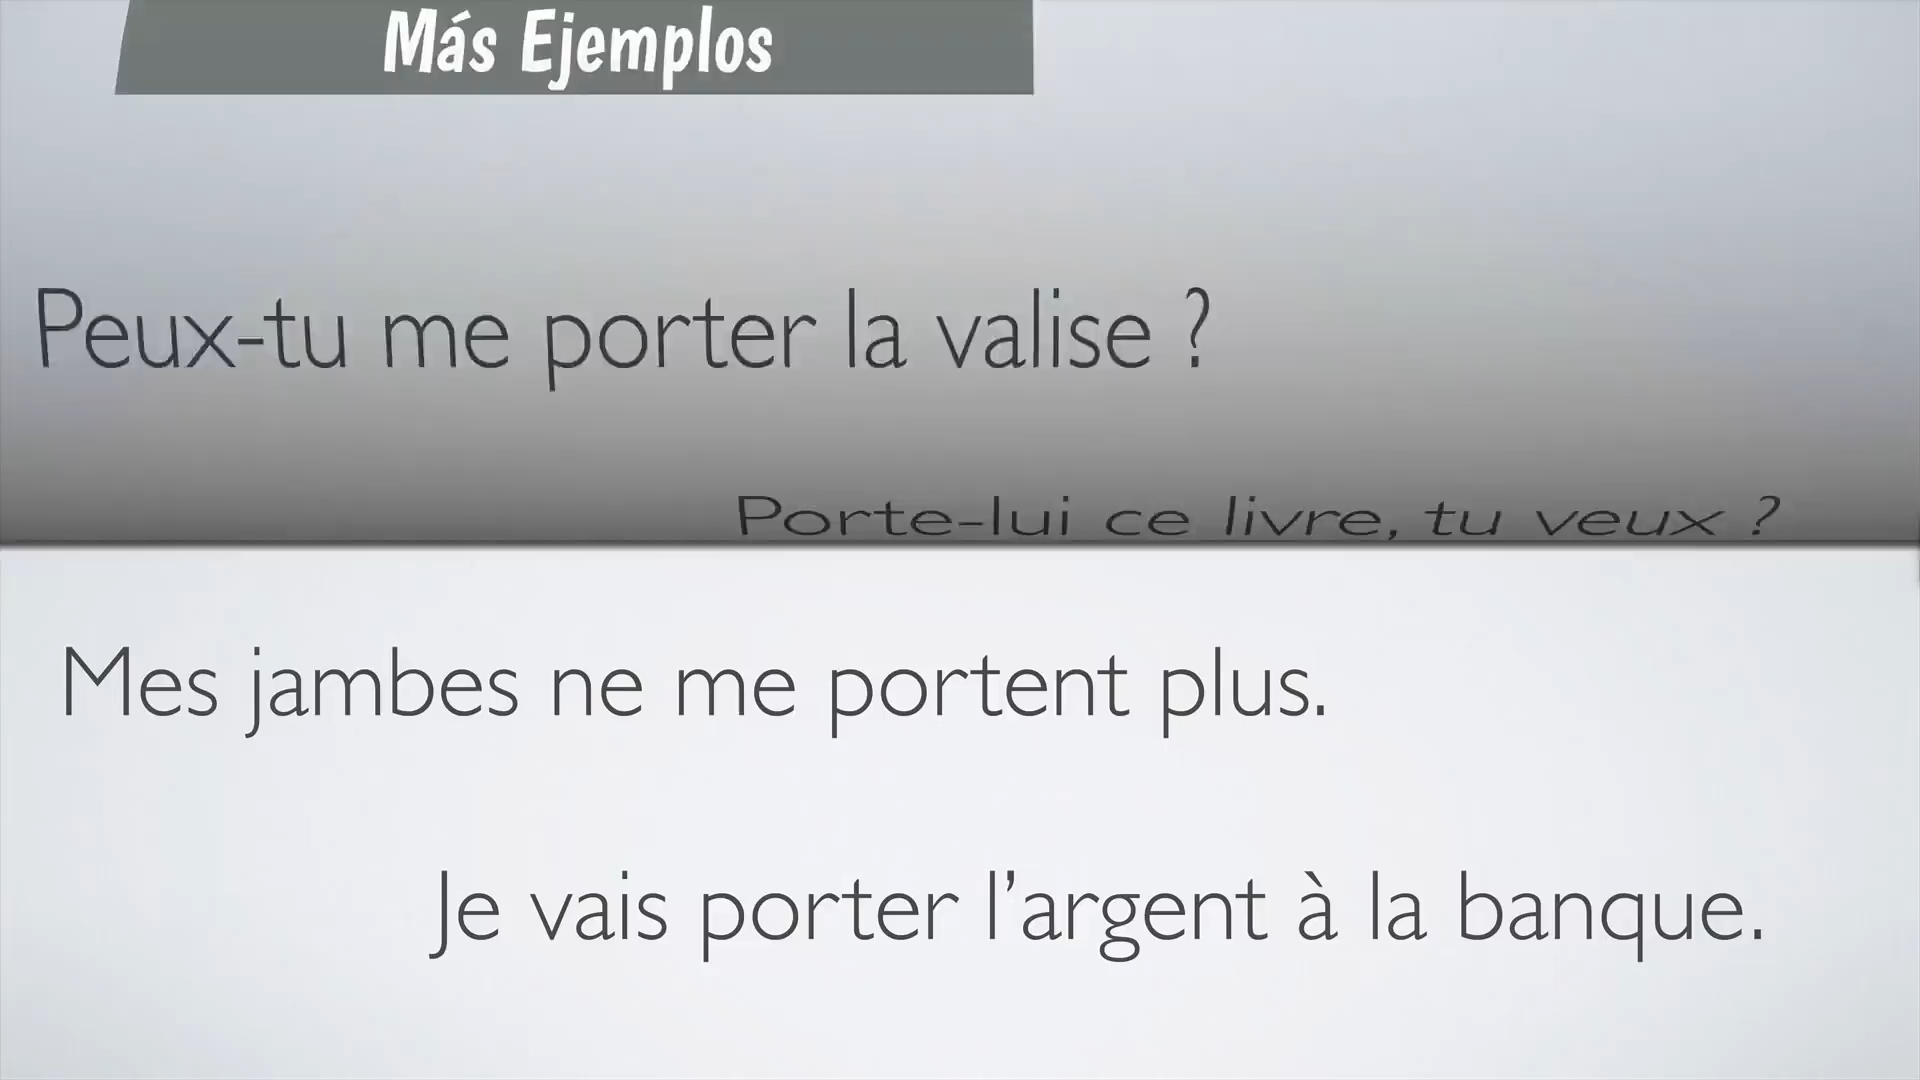 Más Ejemplos
Peux-tu me porter la valise ?
Porte-lui ce livre, tu veux ?
Mes jambes ne me portent plus.
Je vais porter l’argent à la banque.